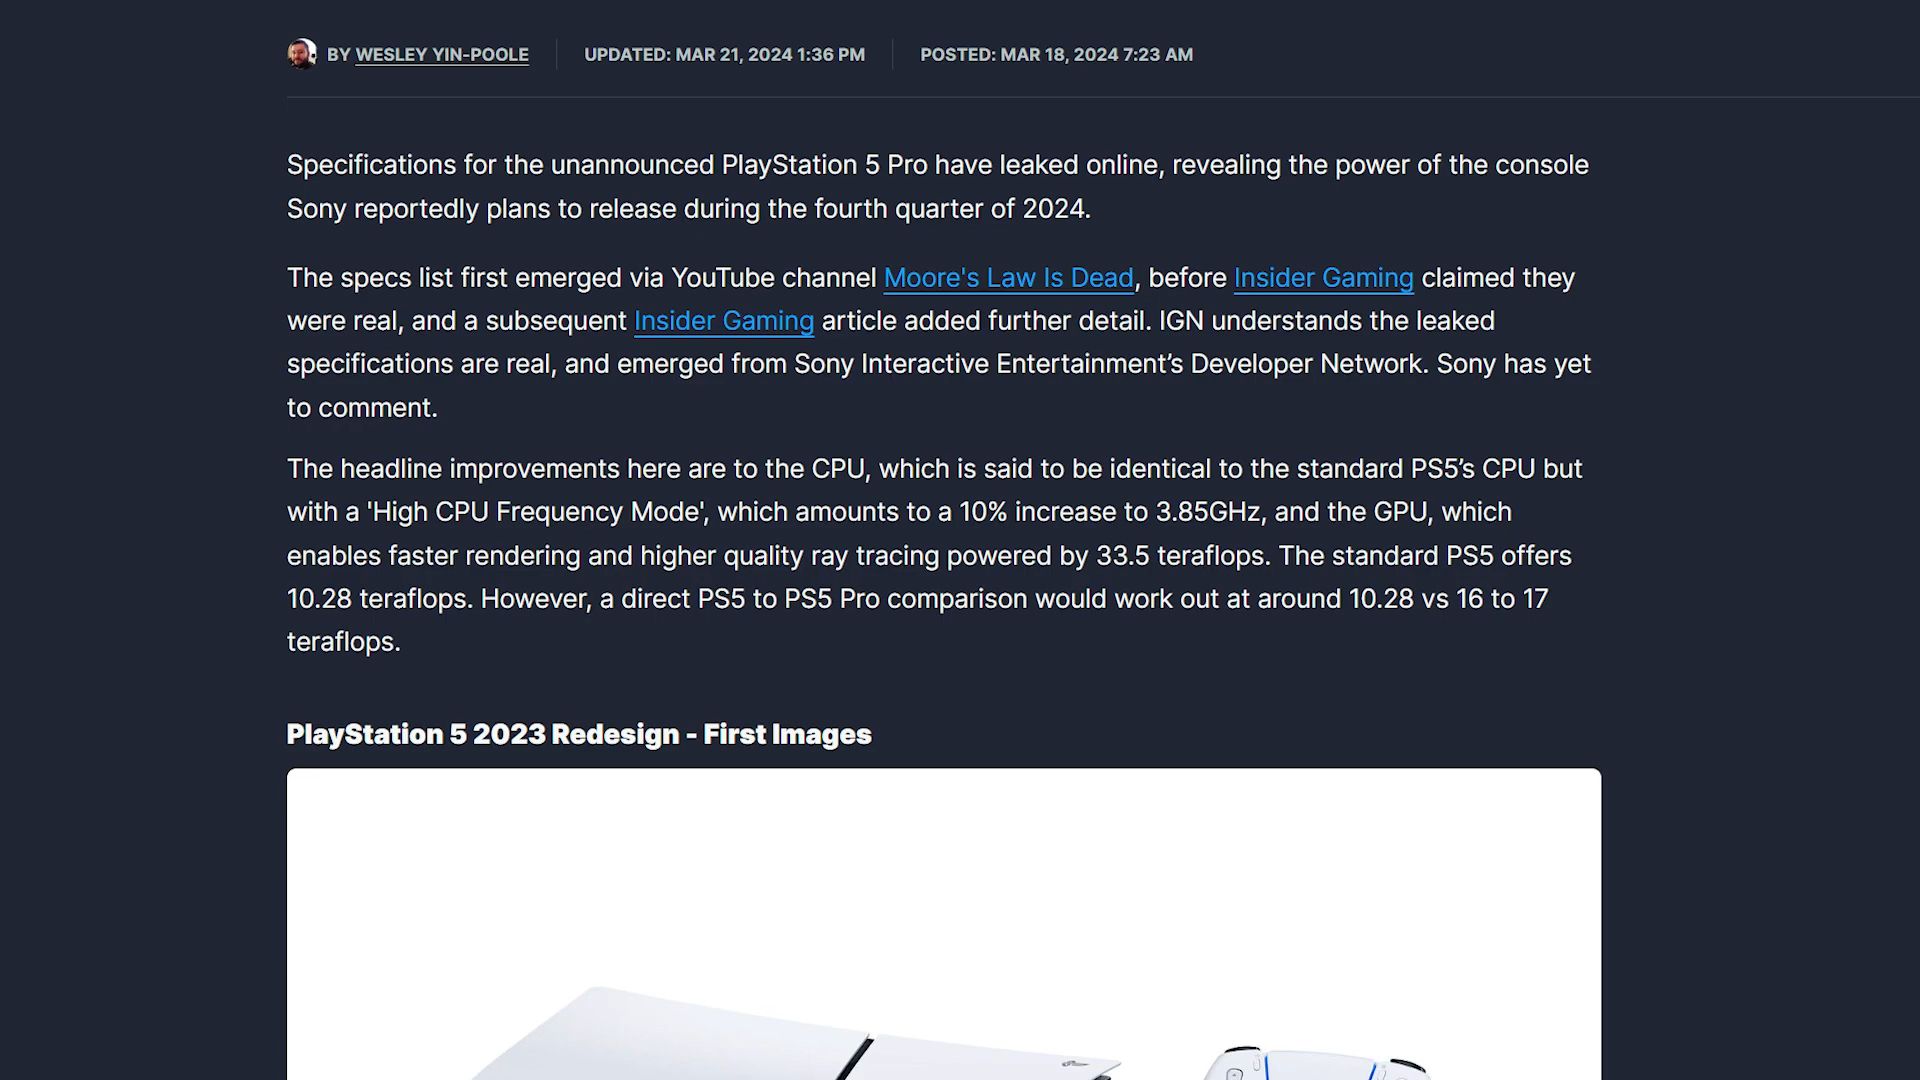 BY WESLEY YIN-POOLE UPDATED: MAR 21, 2024 1:36 PM POSTED: MAR 18, 2024 7:23 AM
Specifications for the unannounced PlayStation 5 Pro have leaked online, revealing the power of the console
Sony reportedly plans to release during the fourth quarter of 2024.
The specs list first emerged via YouTube channel Moore's Law Is Dead, before Insider Gaming claimed they
were real, and a subsequent Insider Gaming article added further detail. IGN understands the leaked
specifications are real, and emerged from Sony Interactive Entertainment’s Developer Network. Sony has yet
to comment.
The headline improvements here are to the CPU, which is said to be identical to the standard PS5’s CPU but
with a 'High CPU Frequency Mode', which amounts to a 10% increase to 3.85GHz, and the GPU, which
enables faster rendering and higher quality ray tracing powered by 33.5 teraflops. The standard PS5 offers
10.28 teraflops. However, a direct PS5 to PS5 Pro comparison would work out at around 10.28 vs 16 to 17
teraflops.
PlayStation 5 2023 Redesign - First Images